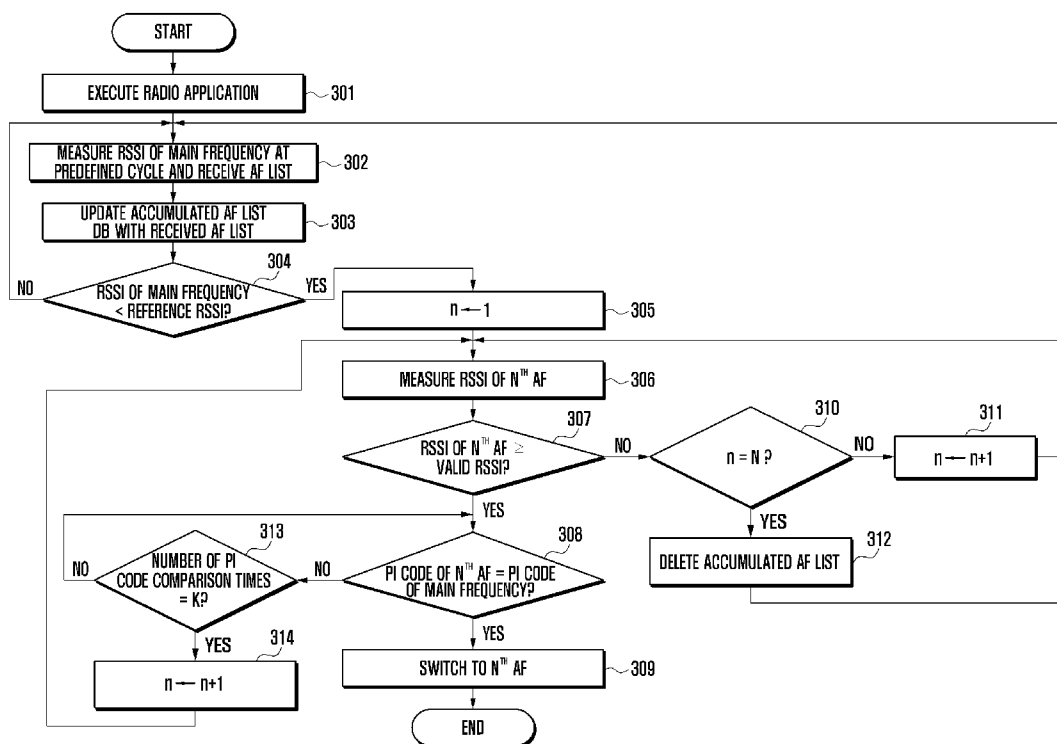 START
EXECUTE RADIO APPLICATION
301
MEASURE RSSI OF MAIN FREQUENCY AT
PREDEFINED CYCLE AND RECEIVE AF LIST
302
UPDATE ACCUMULATED AF LIST
DB WITH RECEIVED AF LIST
303
304
NO
RSSI OF MAIN FREQUENCY
< REFERENCE RSSI?
YES
n ← 1
305
MEASURE RSSI OF NTH AF
306
307
RSSI OF NTH AF ≥
VALID RSSI?
NO
YES
310
n = N ?
NO
YES
311
n ← n+1
DELETE ACCUMULATED AF LIST
312
308
PI CODE OF NTH AF = PI CODE
OF MAIN FREQUENCY?
NO
YES
313
NUMBER OF PI
CODE COMPARISON TIMES
= K?
NO
YES
314
n ← n+1
SWITCH TO NTH AF
309
END